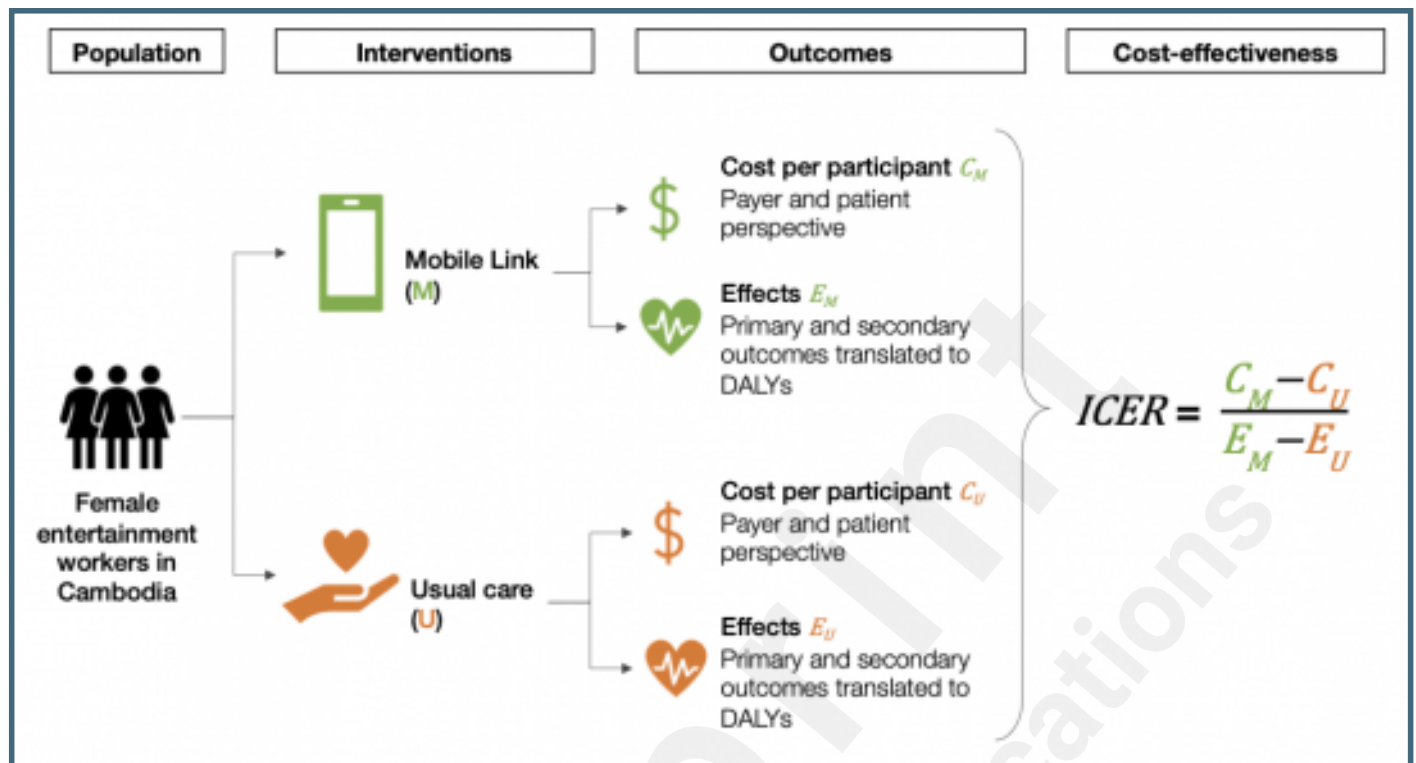 Population
Interventions
Outcomes
Cost-effectiveness
Female
entertainment
workers in
Cambodia
Mobile Link
(M)
Usual care
(U)
$
Cost per participant C_M
Payer and patient
perspective
Effects E_M
Primary and secondary
outcomes translated to
DALYs
$
Cost per participant C_U
Payer and patient
perspective
Effects E_U
Primary and secondary
outcomes translated to
DALYs
ICER = C_M−C_U
E_M−E_U